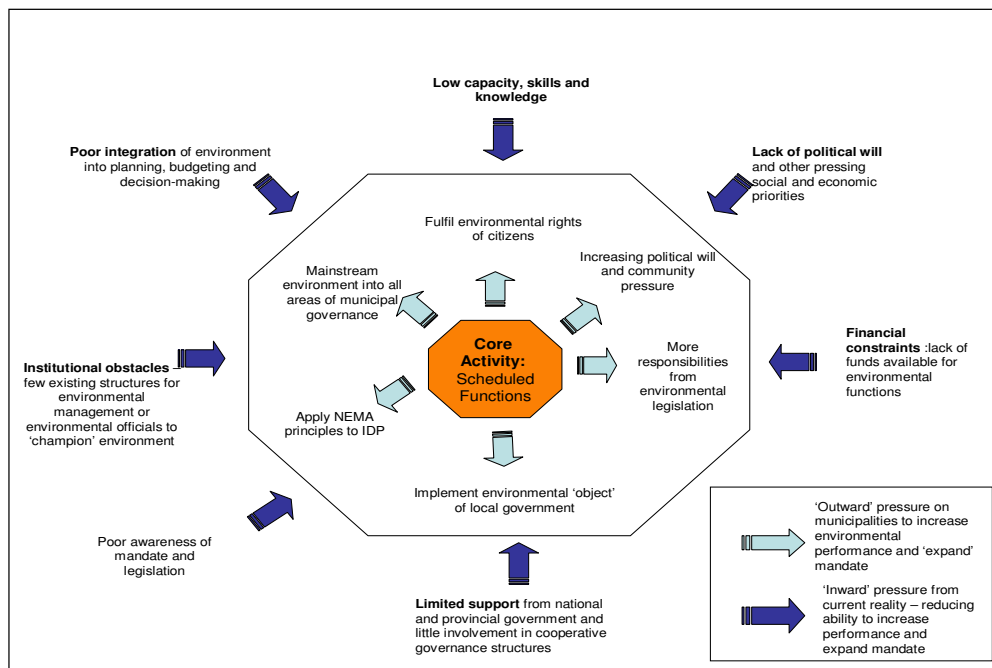 Low capacity, skills and
knowledge
Poor integration of environment
into planning, budgeting and
decision-making
Lack of political will
and other pressing
social and economic
priorities
Fulfil environmental rights
of citizens
Mainstream
environment into all
areas of municipal
governance
Increasing political will
and community
pressure
Core
Activity:
Scheduled
Functions
Institutional obstacles –
few existing structures for
environmental
management or
environmental officials to
‘champion’ environment
More
responsibilities
from
environmental
legislation
Financial
constraints :lack of
funds available for
environmental
functions
Apply NEMA
principles to IDP
Implement environmental ‘object’
of local government
Poor awareness of
mandate and
legislation
Limited support from national
and provincial government and
little involvement in cooperative
governance structures
‘Outward’ pressure on
municipalities to increase
environmental
performance and ‘expand’
mandate
‘Inward’ pressure from
current reality – reducing
ability to increase
performance and
expand mandate